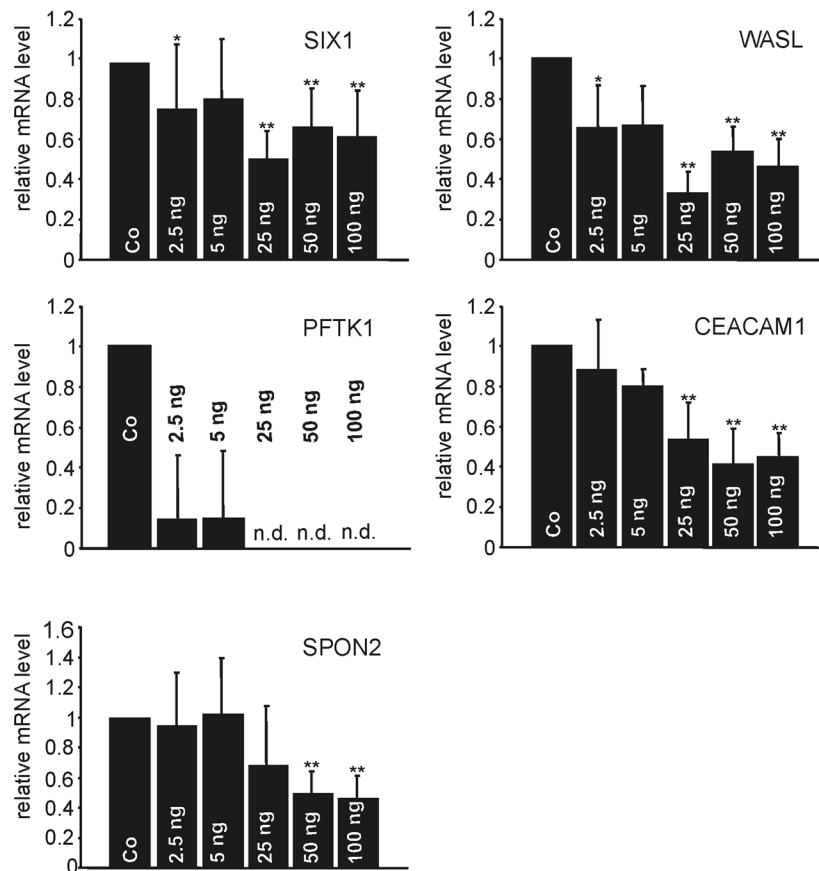 SIX1
relative mRNA level
1.2
1
0.8
0.6
0.4
0.2
0
*
**
**
**
Co
2.5 ng
5 ng
25 ng
50 ng
100 ng
WASL
relative mRNA level
1.2
1
0.8
0.6
0.4
0.2
0
*
**
**
**
Co
2.5 ng
5 ng
25 ng
50 ng
100 ng
PFTK1
relative mRNA level
1.2
1
0.8
0.6
0.4
0.2
0
Co
2.5 ng
5 ng
25 ng
50 ng
100 ng
n.d. n.d. n.d.
CEACAM1
relative mRNA level
1.2
1
0.8
0.6
0.4
0.2
0
**
**
**
Co
2.5 ng
5 ng
25 ng
50 ng
100 ng
SPON2
relative mRNA level
1.6
1.4
1.2
1
0.8
0.6
0.4
0.2
0
**
**
Co
2.5 ng
5 ng
25 ng
50 ng
100 ng